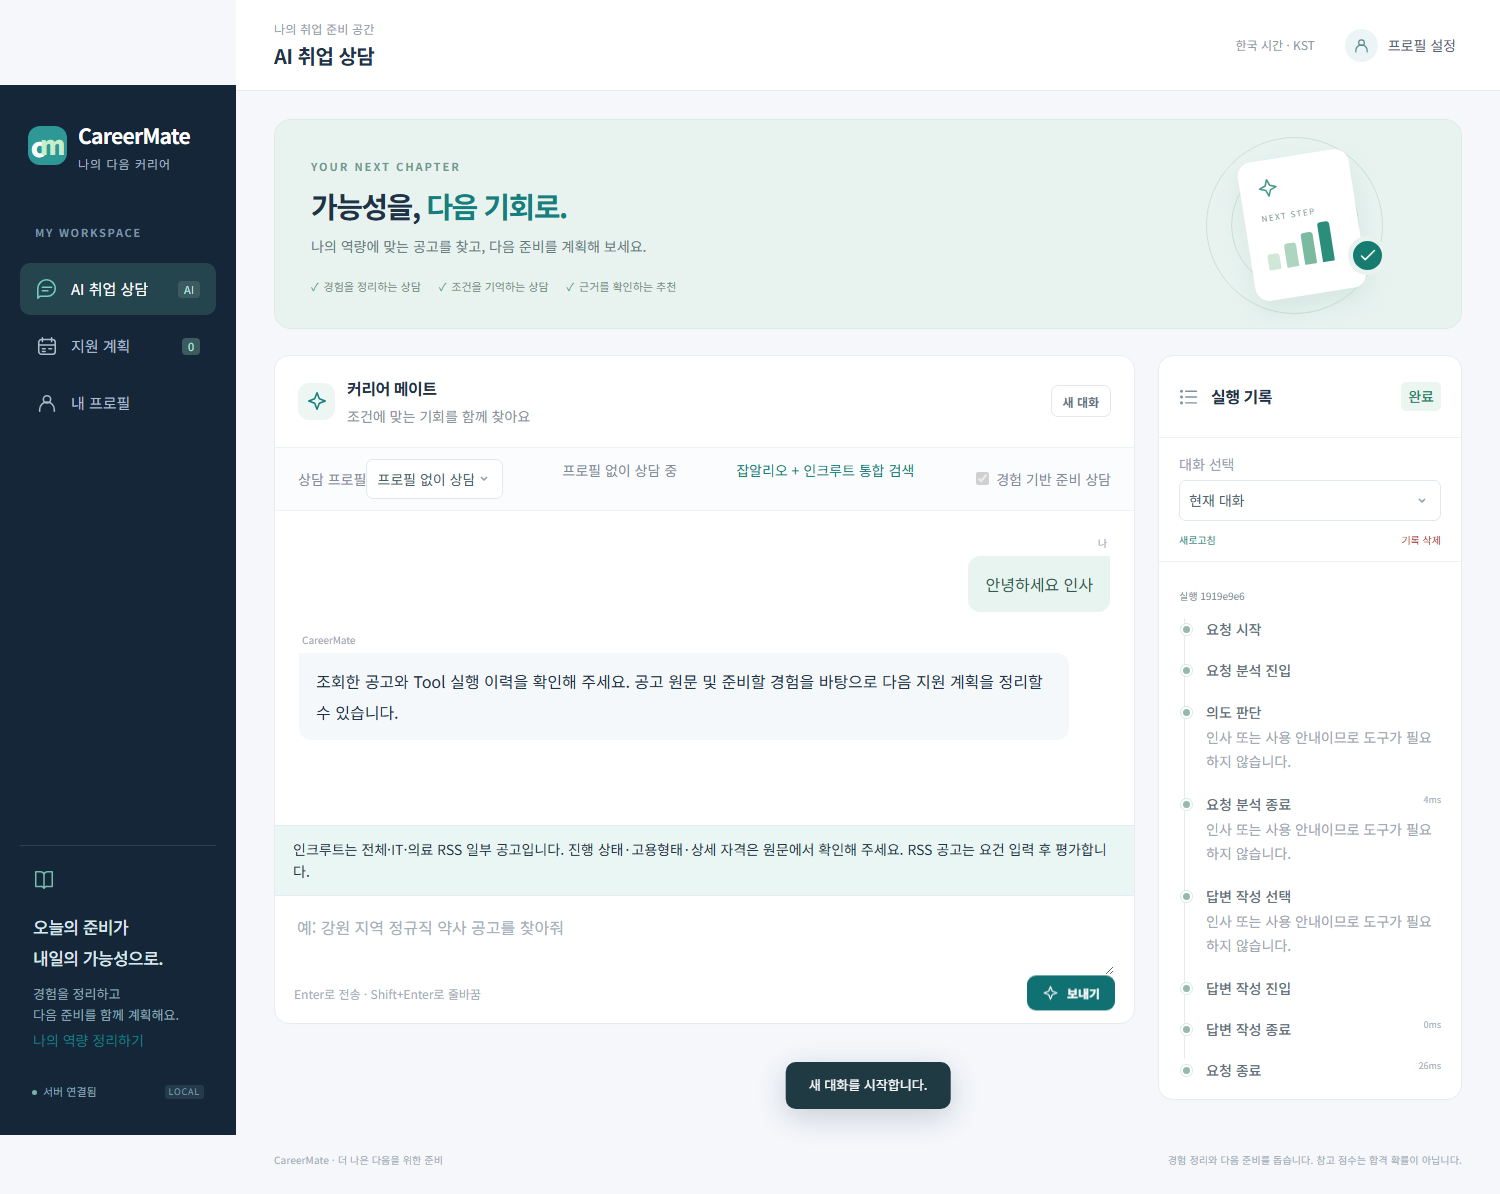 나의 취업 준비 공간
AI 취업 상담
한국 시간 · KST
프로필 설정
cm
CareerMate
나의 다음 커리어
MY WORKSPACE
AI 취업 상담
AI
지원 계획
0
내 프로필
오늘의 준비가
내일의 가능성으로.
경험을 정리하고
다음 준비를 함께 계획해요.
나의 역량 정리하기
서버 연결됨
LOCAL
YOUR NEXT CHAPTER
가능성을, 다음 기회로.
나의 역량에 맞는 공고를 찾고, 다음 준비를 계획해 보세요.
✓ 경험을 정리하는 상담
✓ 조건을 기억하는 상담
✓ 근거를 확인하는 추천
NEXT STEP
커리어 메이트
조건에 맞는 기회를 함께 찾아요
새 대화
상담 프로필
프로필 없이 상담
프로필 없이 상담 중
잡알리오 + 인크루트 통합 검색
경험 기반 준비 상담
나
안녕하세요 인사
CareerMate
조회한 공고와 Tool 실행 이력을 확인해 주세요. 공고 원문 및 준비할 경험을 바탕으로 다음 지원 계획을 정리할
수 있습니다.
인크루트는 전체·IT·의료 RSS 일부 공고입니다. 진행 상태·고용형태·상세 자격은 원문에서 확인해 주세요. RSS 공고는 요건 입력 후 평가합니
다.
예: 강원 지역 정규직 약사 공고를 찾아줘
Enter로 전송 · Shift+Enter로 줄바꿈
보내기
실행 기록
완료
대화 선택
현재 대화
새로고침
기록 삭제
실행 1919e9e6
요청 시작
요청 분석 진입
의도 판단
인사 또는 사용 안내이므로 도구가 필요
하지 않습니다.
요청 분석 종료
4ms
인사 또는 사용 안내이므로 도구가 필요
하지 않습니다.
답변 작성 선택
인사 또는 사용 안내이므로 도구가 필요
하지 않습니다.
답변 작성 진입
답변 작성 종료
0ms
요청 종료
26ms
새 대화를 시작합니다.
CareerMate · 더 나은 다음을 위한 준비
경험 정리와 다음 준비를 돕습니다. 참고 점수는 합격 확률이 아닙니다.